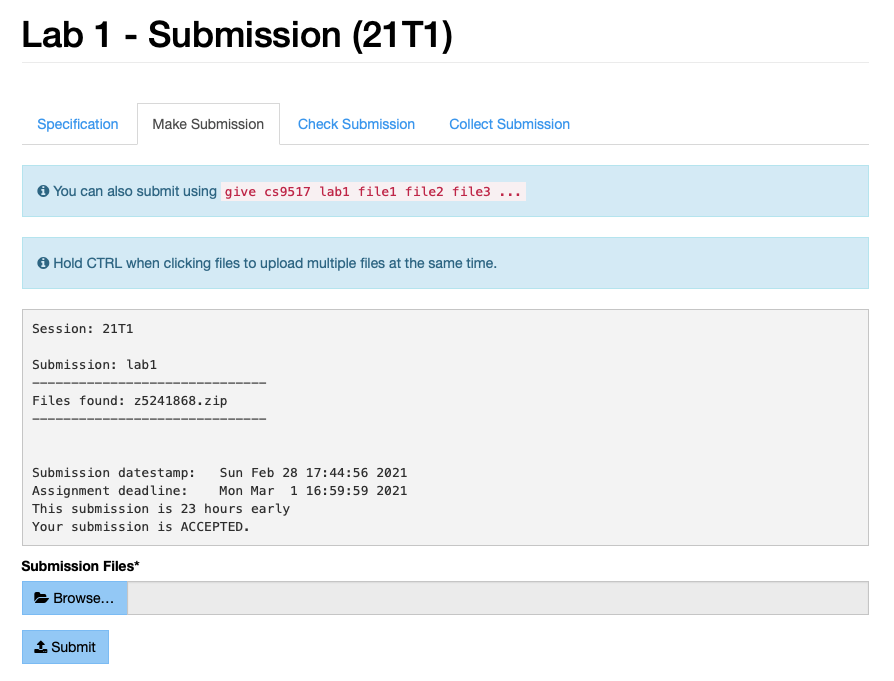 Lab 1 - Submission (21T1)
Specification Make Submission Check Submission Collect Submission
You can also submit using give cs9517 lab1 file1 file2 file3 ...
Hold CTRL when clicking files to upload multiple files at the same time.
Session: 21T1
Submission: lab1
------------------------------
Files found: z5241868.zip
------------------------------
Submission datestamp:   Sun Feb 28 17:44:56 2021
Assignment deadline:    Mon Mar  1 16:59:59 2021
This submission is 23 hours early
Your submission is ACCEPTED.
Submission Files*
Browse...
Submit